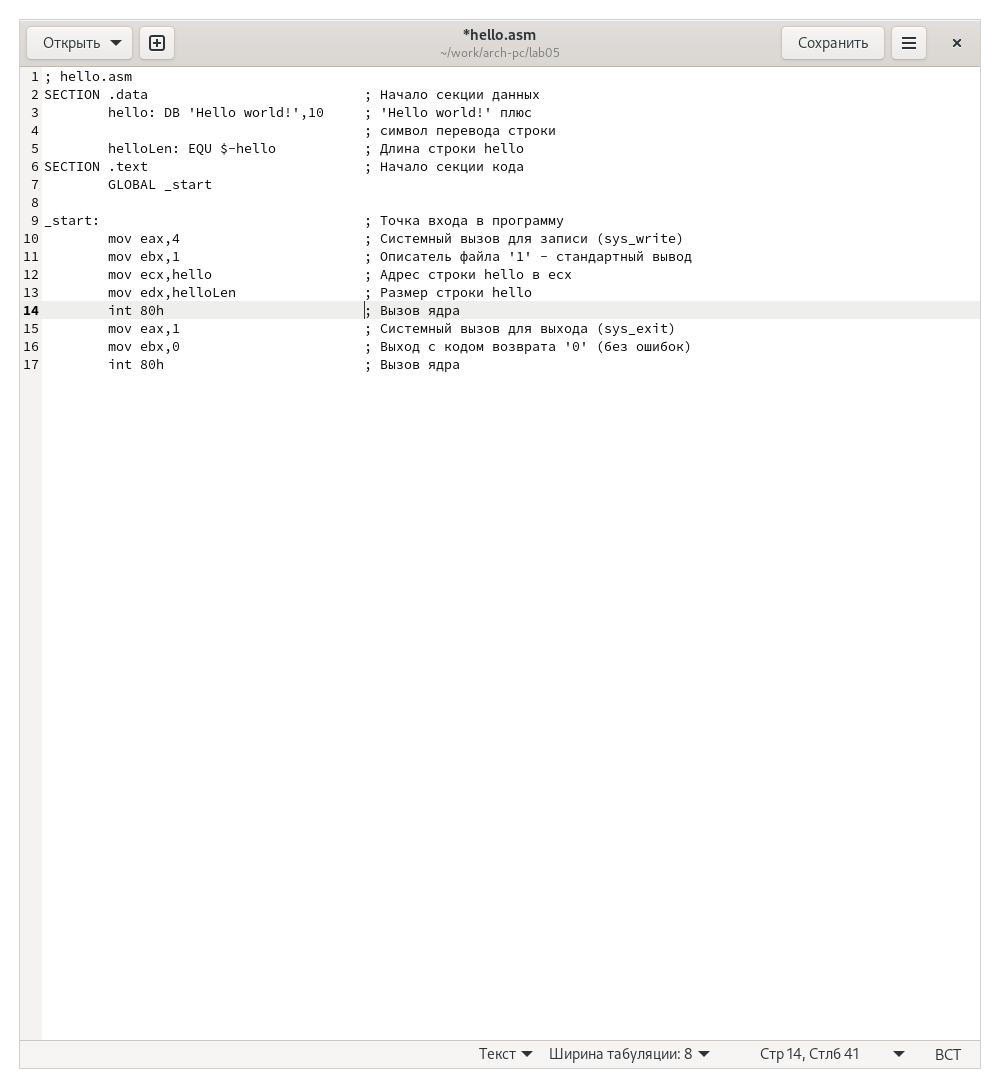 Открыть
*hello.asm
~/work/arch-pc/lab05
Сохранить
1 ; hello.asm
2 SECTION .data ; Начало секции данных
3 hello: DB 'Hello world!',10 ; 'Hello world!' плюс
4 ; символ перевода строки
5 helloLen: EQU $-hello ; Длина строки hello
6 SECTION .text ; Начало секции кода
7 GLOBAL _start
8
9 _start: ; Точка входа в программу
10 mov eax,4 ; Системный вызов для записи (sys_write)
11 mov ebx,1 ; Описатель файла '1' - стандартный вывод
12 mov ecx,hello ; Адрес строки hello в ecx
13 mov edx,helloLen ; Размер строки hello
14 int 80h ; Вызов ядра
15 mov eax,1 ; Системный вызов для выхода (sys_exit)
16 mov ebx,0 ; Выход с кодом возврата '0' (без ошибок)
17 int 80h ; Вызов ядра
Текст Ширина табуляции: 8 Стр 14, Стлб 41 ВСТ